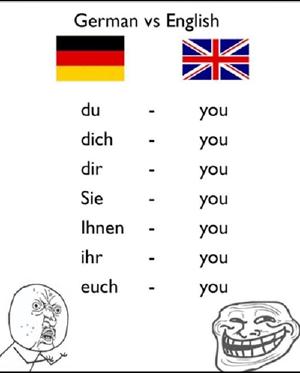 German vs English
du - you
dich - you
dir - you
Sie - you
Ihnen - you
ihr - you
euch - you